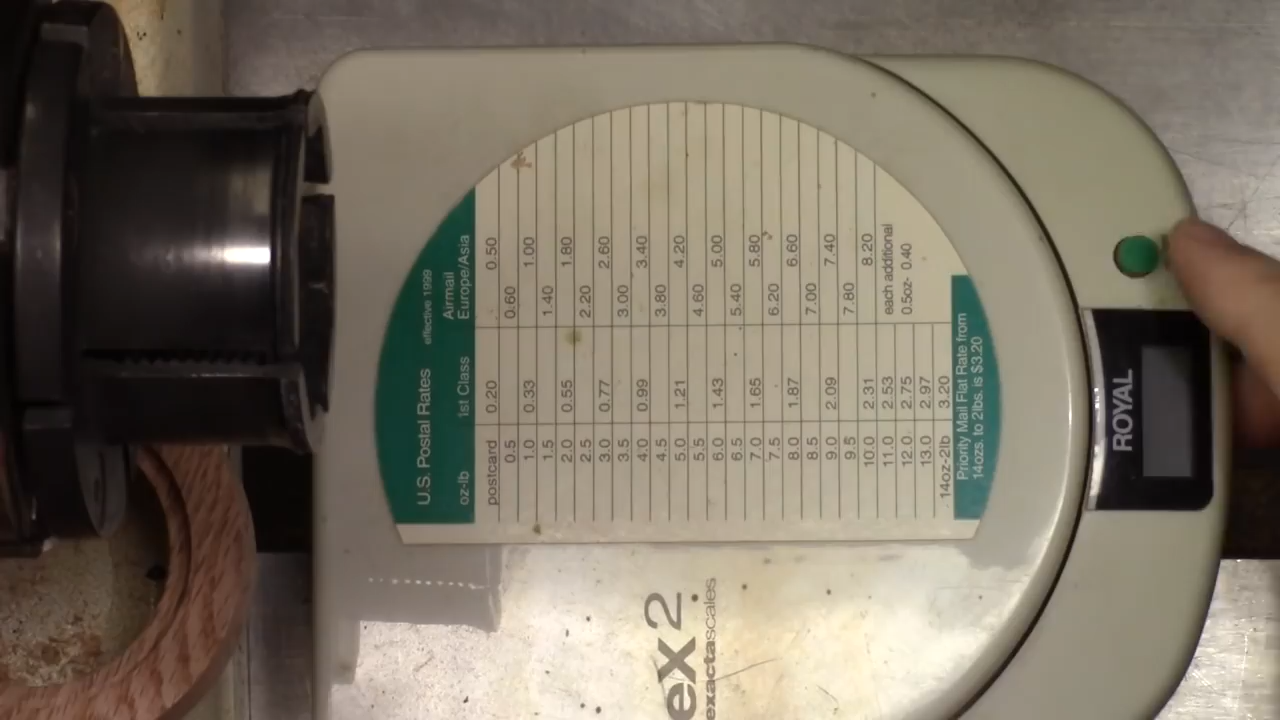 U.S. Postal Rates effective 1999
Airmail
oz-lb 1st Class Europe/Asia
postcard 0.20 0.50
0.5 0.60
1.0 0.33 1.00
1.5 1.40
2.0 0.55 1.80
2.5 2.20
3.0 0.77 2.60
3.5 3.00
4.0 0.99 3.40
4.5 3.80
5.0 1.21 4.20
5.5 4.60
6.0 1.43 5.00
6.5 5.40
7.0 1.65 5.80
7.5 6.20
8.0 1.87 6.60
8.5 7.00
9.0 2.09 7.40
9.5 7.80
10.0 2.31 8.20
11.0 2.53 each additional
12.0 2.75 0.5oz- 0.40
13.0 2.97
14oz-2lb 3.20
Priority Mail Flat Rate from
14ozs. to 2lbs. is $3.20
eX2
exactascales
ROYAL